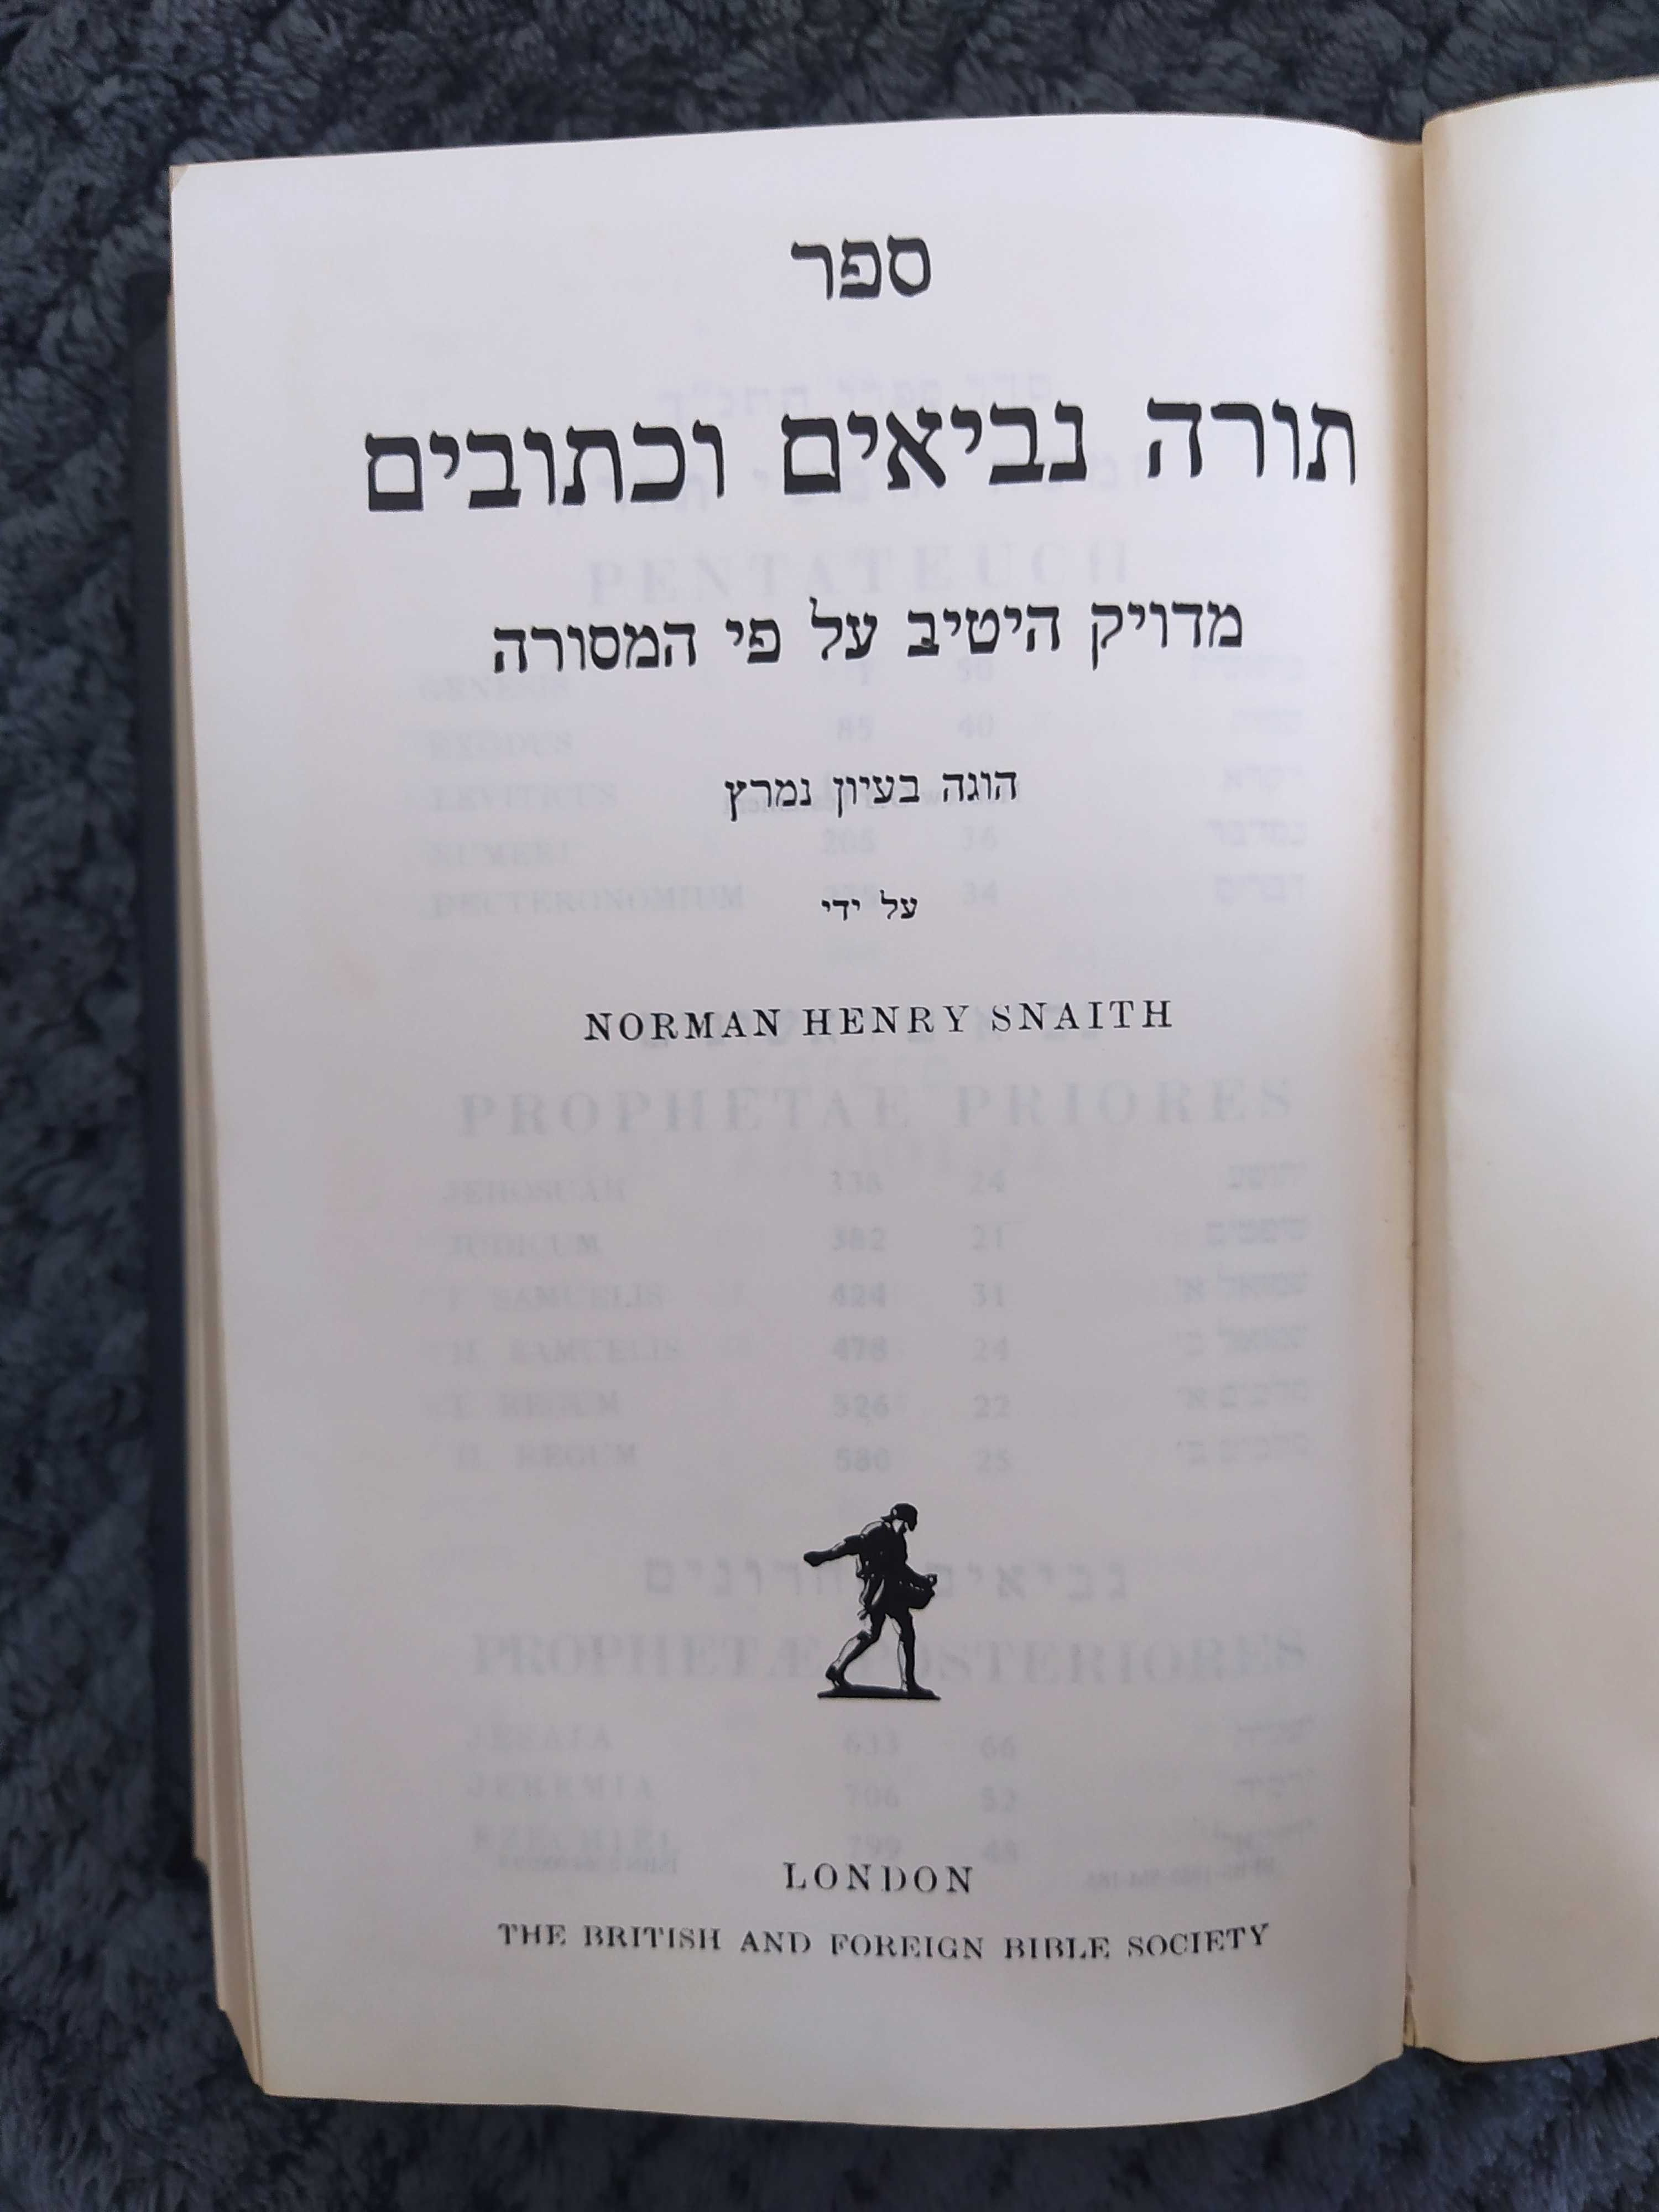 ספר
תורה נביאים וכתובים
מדויק היטיב על פי המסורה
הוגה בעיון נמרץ
על ידי
NORMAN HENRY SNAITH
LONDON
THE BRITISH AND FOREIGN BIBLE SOCIETY